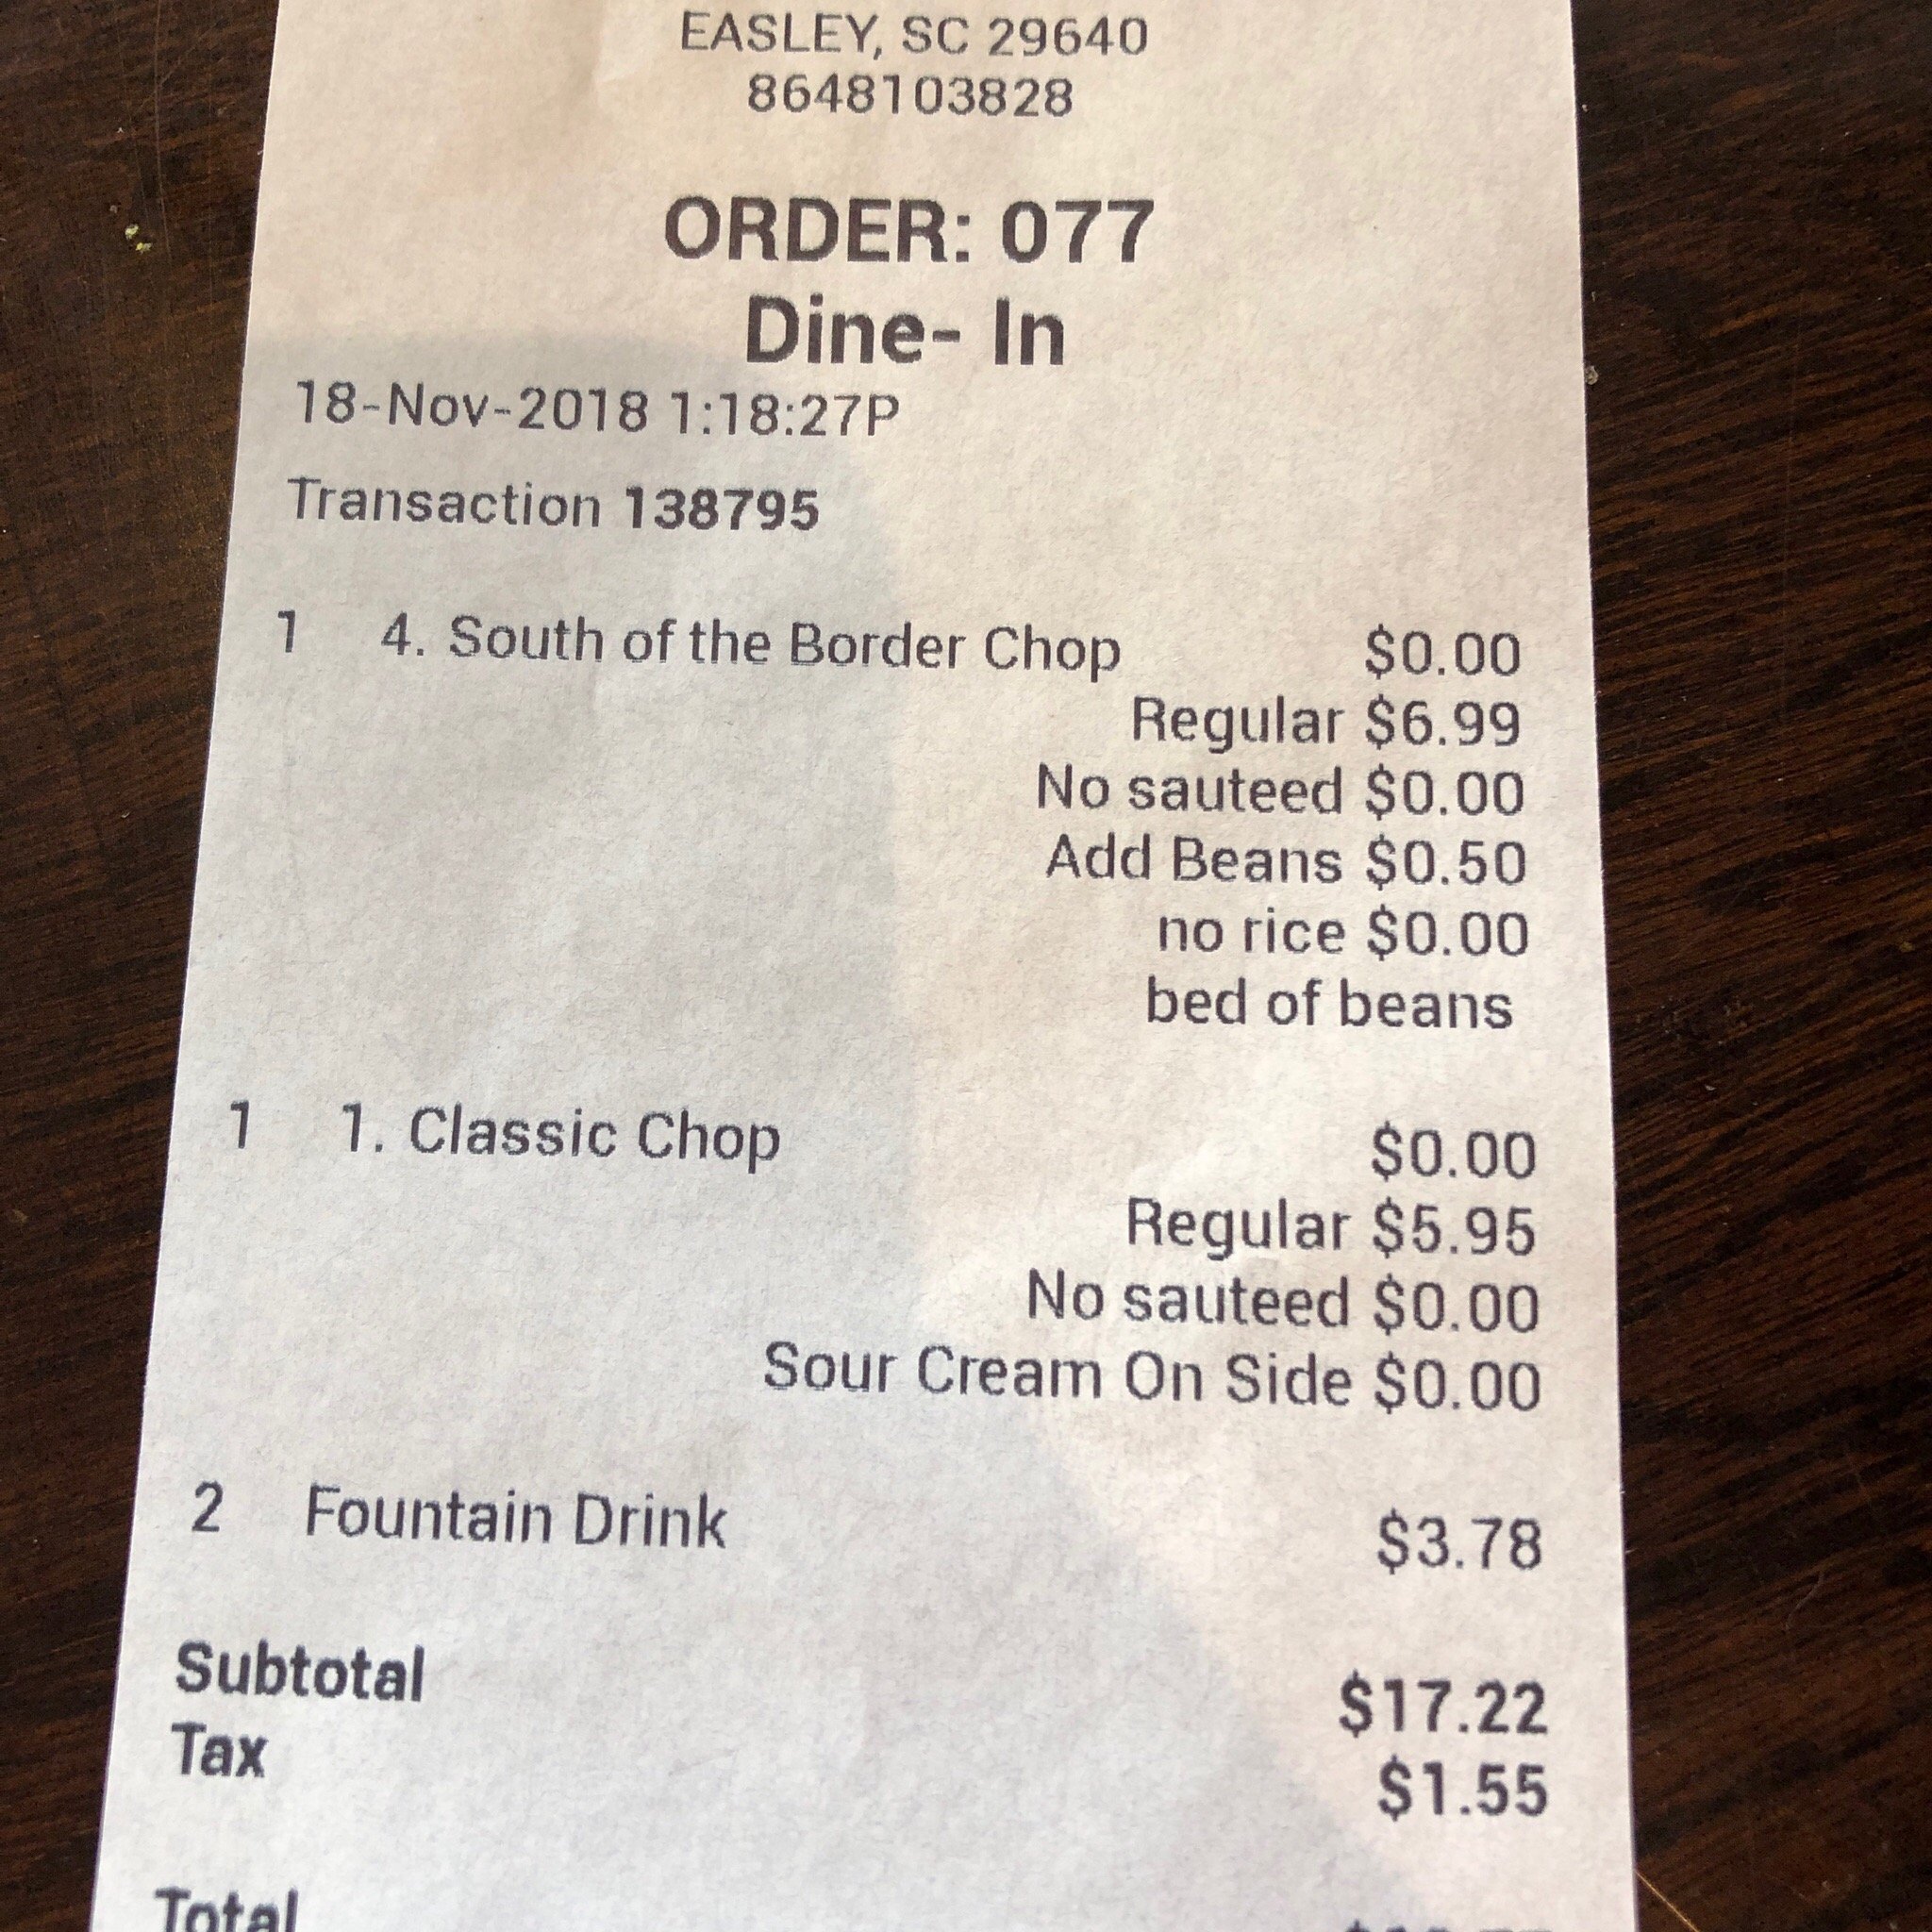 EASLEY, SC 29640
8648103828
ORDER: 077
Dine- In
18-Nov-2018 1:18:27P
Transaction 138795
1 4. South of the Border Chop $0.00
Regular $6.99
No sauteed $0.00
Add Beans $0.50
no rice $0.00
bed of beans
1 1. Classic Chop $0.00
Regular $5.95
No sauteed $0.00
Sour Cream On Side $0.00
2 Fountain Drink $3.78
Subtotal $17.22
Tax $1.55
Total